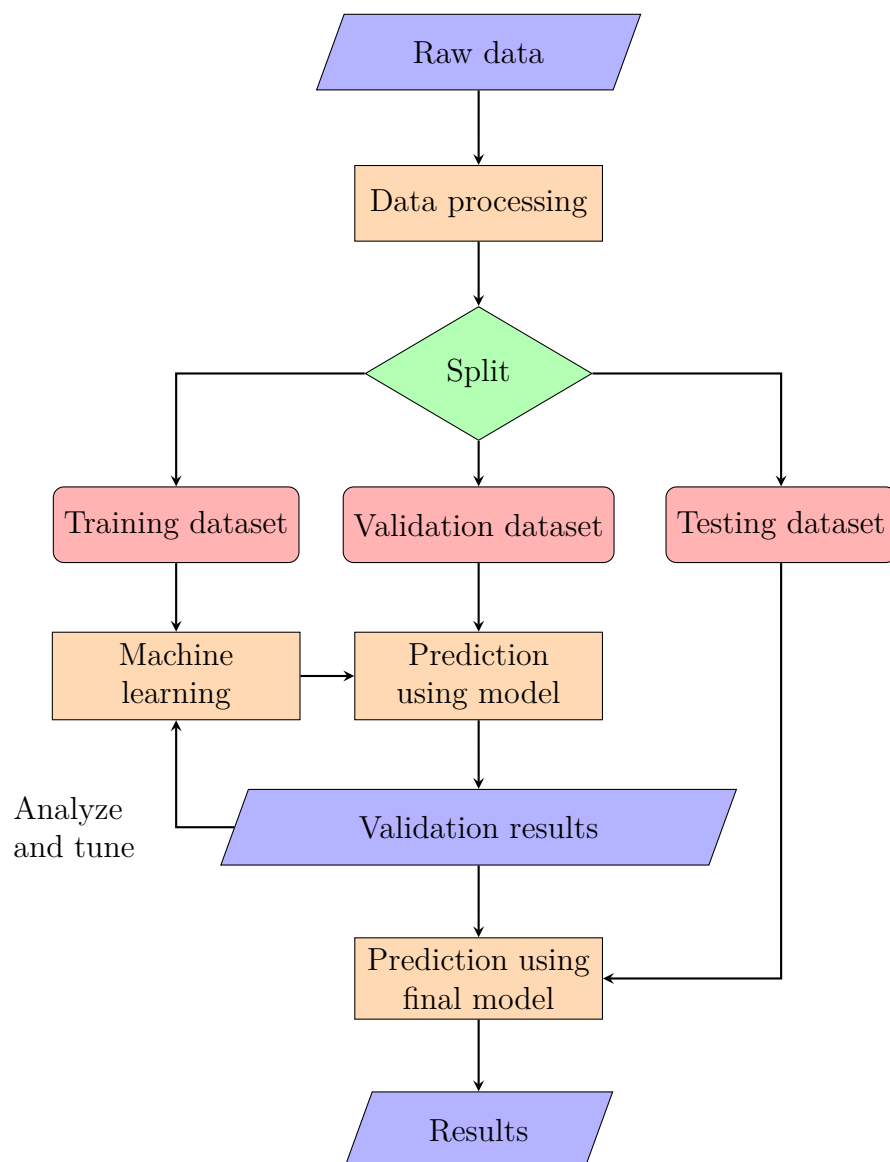 Raw data
Data processing
Split
Training dataset
Validation dataset
Testing dataset
Machine
learning
Prediction
using model
Analyze
and tune
Validation results
Prediction using
final model
Results